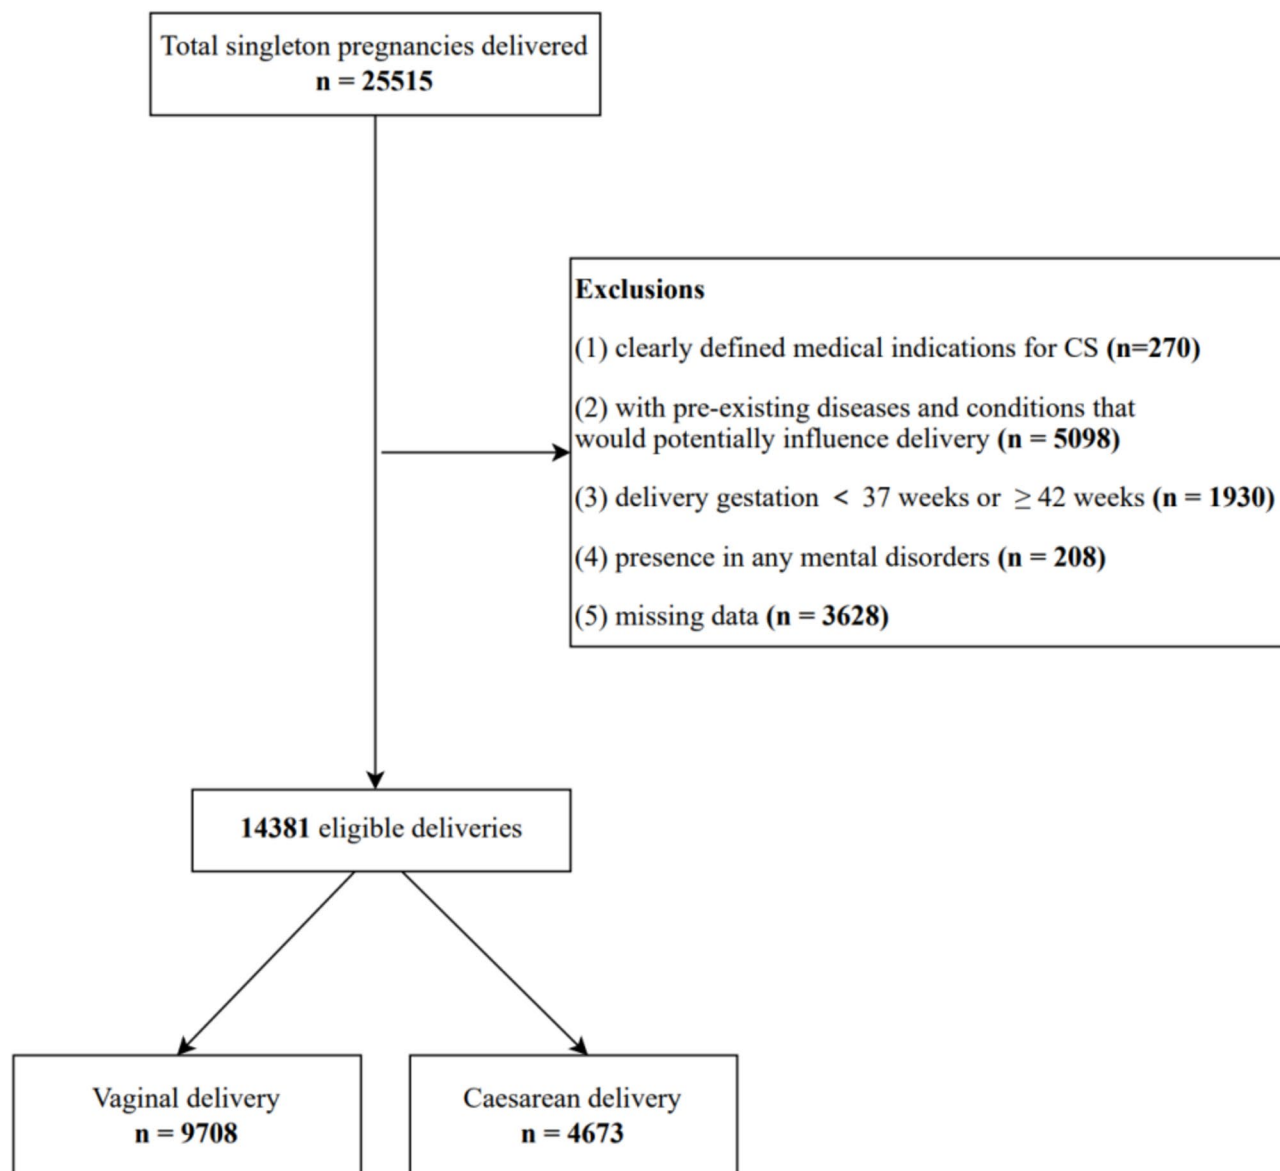 Total singleton pregnancies delivered
n = 25515
Exclusions
(1) clearly defined medical indications for CS (n=270)
(2) with pre-existing diseases and conditions that
would potentially influence delivery (n = 5098)
(3) delivery gestation < 37 weeks or ≥ 42 weeks (n = 1930)
(4) presence in any mental disorders (n = 208)
(5) missing data (n = 3628)
14381 eligible deliveries
Vaginal delivery
n = 9708
Caesarean delivery
n = 4673